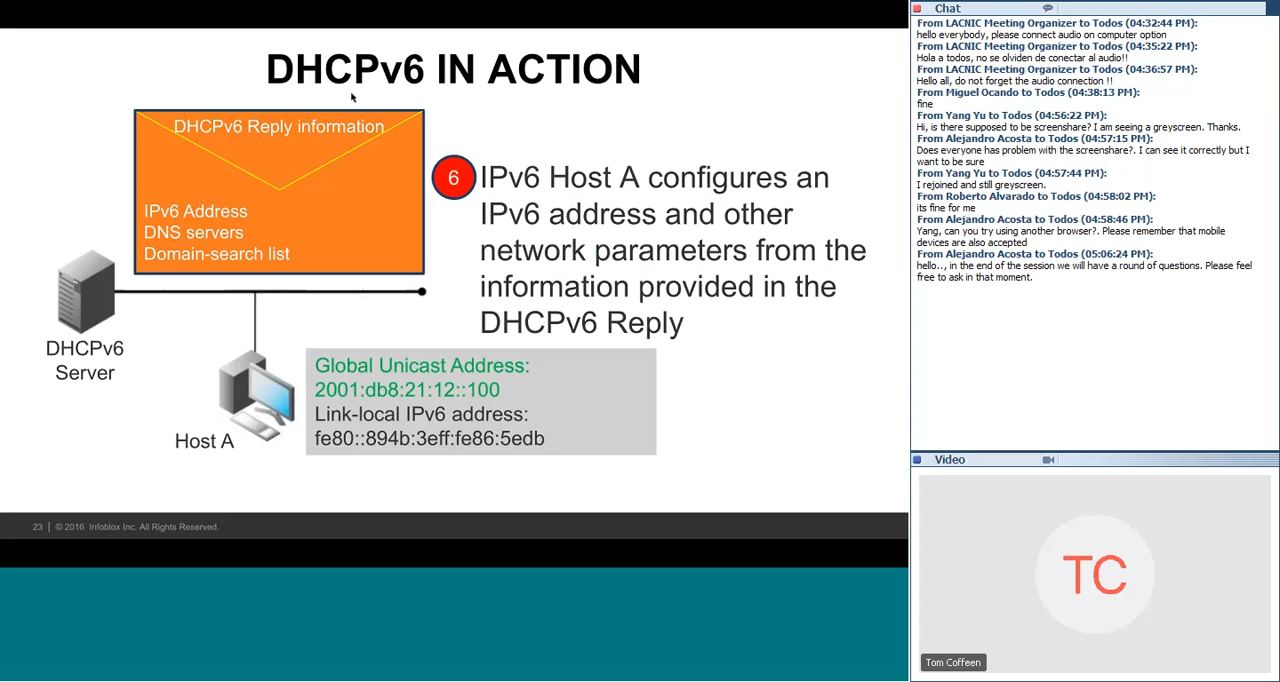 DHCPv6 IN ACTION
DHCPv6 Reply information
IPv6 Address
DNS servers
Domain-search list
6
IPv6 Host A configures an
IPv6 address and other
network parameters from the
information provided in the
DHCPv6 Reply
DHCPv6
Server
Host A
Global Unicast Address:
2001:db8:21:12::100
Link-local IPv6 address:
fe80::894b:3eff:fe86:5edb
23 | © 2016 Infoblox Inc. All Rights Reserved.
Chat
From LACNIC Meeting Organizer to Todos (04:32:44 PM):
hello everybody, please connect audio on computer option
From LACNIC Meeting Organizer to Todos (04:35:22 PM):
Hola a todos, no se olviden de conectar al audio!!
From LACNIC Meeting Organizer to Todos (04:36:57 PM):
Hello all, do not forget the audio connection !!
From Miguel Ocando to Todos (04:38:13 PM):
fine
From Yang Yu to Todos (04:56:22 PM):
Hi, is there supposed to be screenshare? I am seeing a greyscreen. Thanks.
From Alejandro Acosta to Todos (04:57:15 PM):
Does everyone has problem with the screenshare?. I can see it correctly but I
want to be sure
From Yang Yu to Todos (04:57:44 PM):
I rejoined and still greyscreen.
From Roberto Alvarado to Todos (04:58:02 PM):
its fine for me
From Alejandro Acosta to Todos (04:58:46 PM):
Yang, can you try using another browser?. Please remember that mobile
devices are also accepted
From Alejandro Acosta to Todos (05:06:24 PM):
hello.., in the end of the session we will have a round of questions. Please feel
free to ask in that moment.
Video
TC
Tom Coffeen